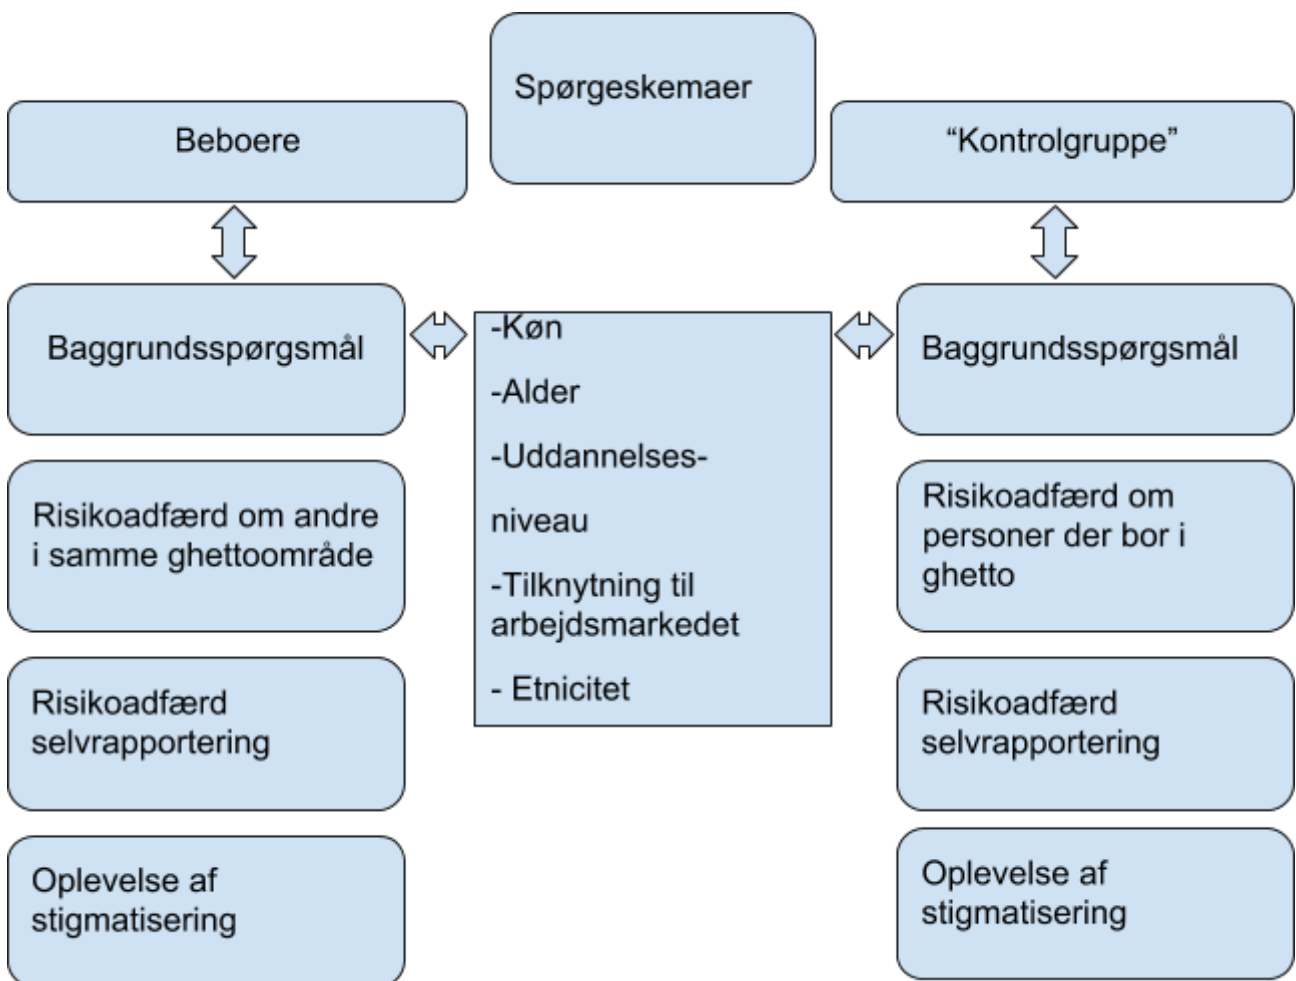 Spørgeskemaer
Beboere
“Kontrolgruppe”
Baggrundsspørgsmål
-Køn
-Alder
-Uddannelses-
niveau
-Tilknytning til
arbejdsmarkedet
- Etnicitet
Baggrundsspørgsmål
Risikoadfærd om andre
i samme ghettoområde
Risikoadfærd om
personer der bor i
ghetto
Risikoadfærd
selvrapportering
Risikoadfærd
selvrapportering
Oplevelse af
stigmatisering
Oplevelse af
stigmatisering